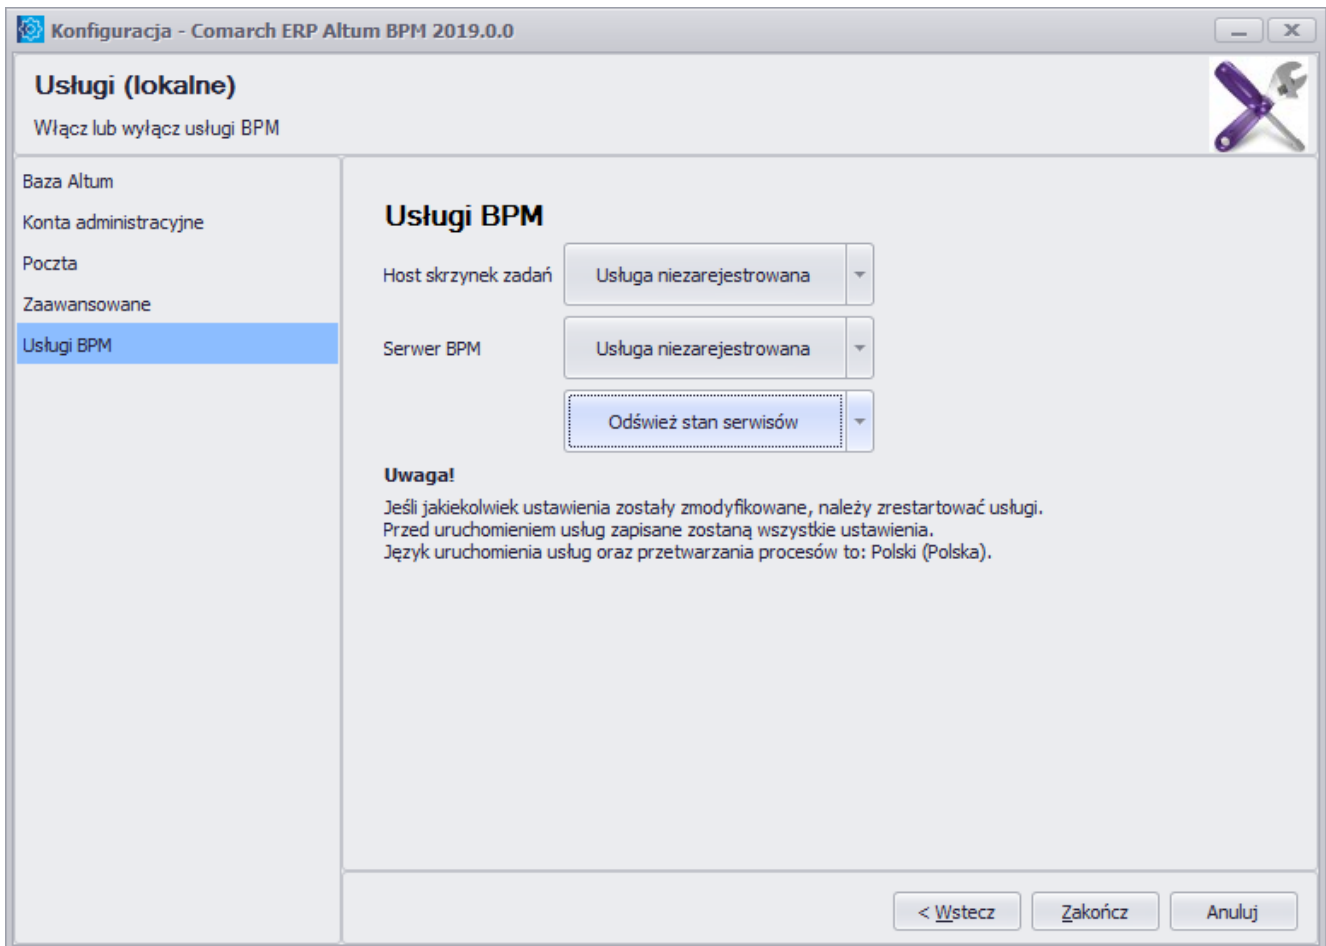 Konfiguracja - Comarch ERP Altum BPM 2019.0.0
Usługi (lokalne)
Włącz lub wyłącz usługi BPM
Baza Altum
Konta administracyjne
Poczta
Zaawansowane
Usługi BPM
Usługi BPM
Host skrzynek zadań Usługa niezarejestrowana
Serwer BPM Usługa niezarejestrowana
Odśwież stan serwisów
Uwaga!
Jeśli jakiekolwiek ustawienia zostały zmodyfikowane, należy zrestartować usługi.
Przed uruchomieniem usług zapisane zostaną wszystkie ustawienia.
Język uruchomienia usług oraz przetwarzania procesów to: Polski (Polska).
< Wstecz Zakończ Anuluj